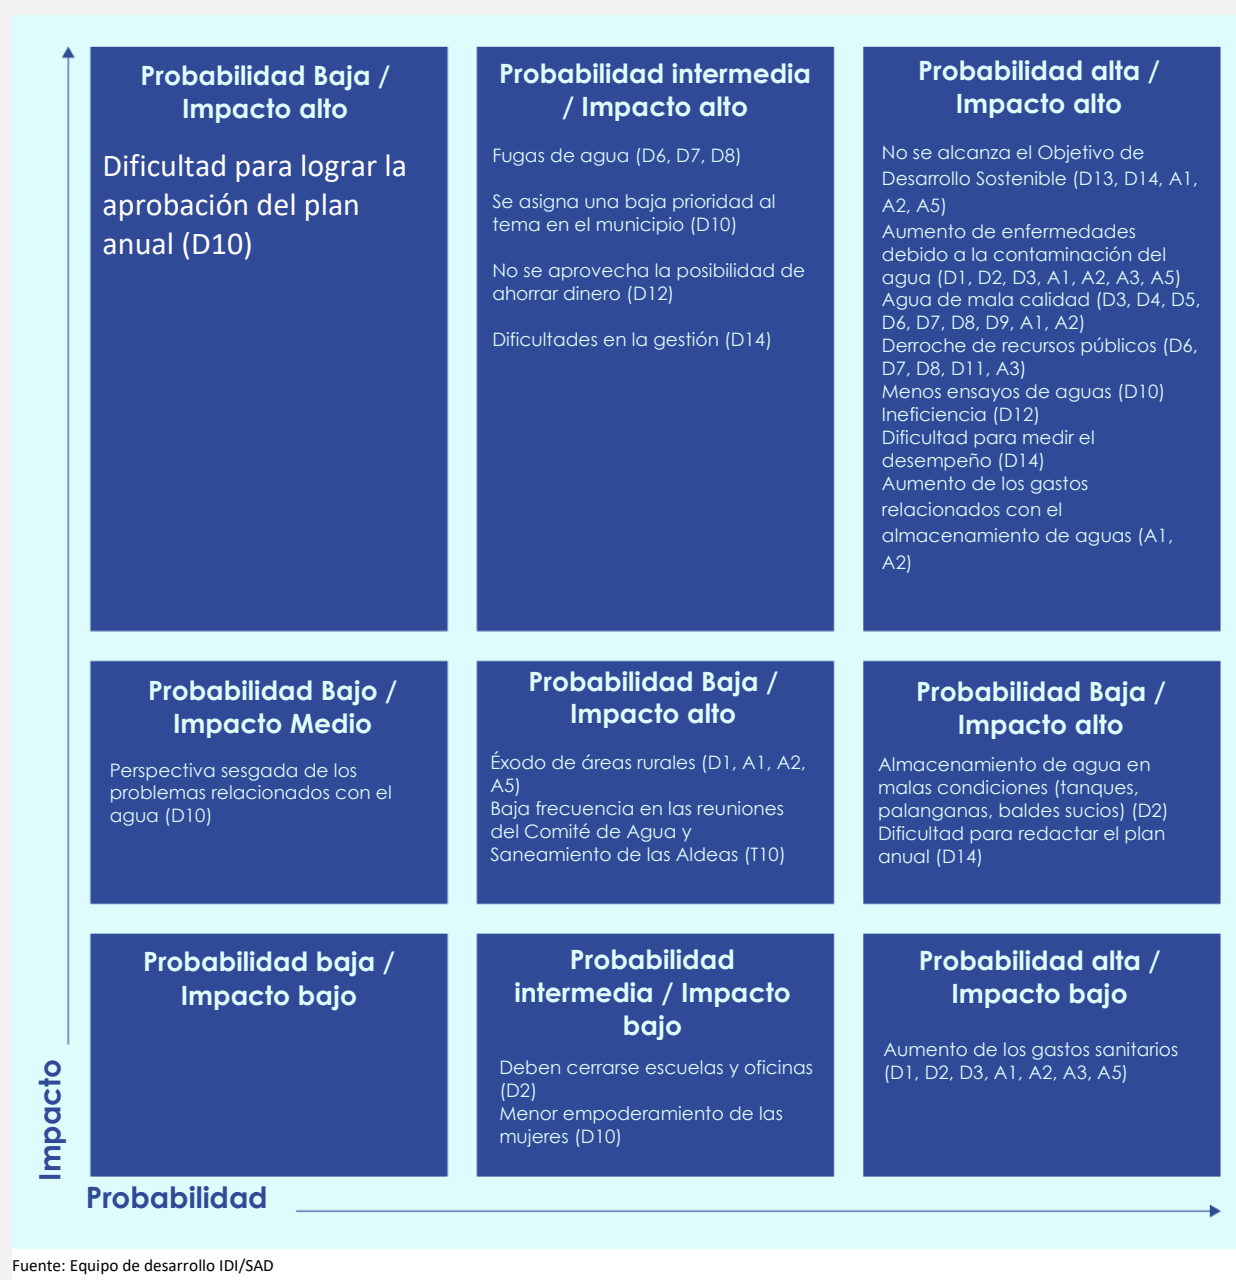 Probabilidad Baja /
Impacto alto
Dificultad para lograr la
aprobación del plan
anual (D10)
Probabilidad intermedia
/ Impacto alto
Fugas de agua (D6, D7, D8)
Se asigna una baja prioridad al
tema en el municipio (D10)
No se aprovecha la posibilidad de
ahorrar dinero (D12)
Dificultades en la gestión (D14)
Probabilidad alta /
Impacto alto
No se alcanza el Objetivo de
Desarrollo Sostenible (D13, D14, A1,
A2, A5)
Aumento de enfermedades
debido a la contaminación del
agua (D1, D2, D3, A1, A2, A3, A5)
Agua de mala calidad (D3, D4, D5,
D6, D7, D8, D9, A1, A2)
Derroche de recursos públicos (D6,
D7, D8, D11, A3)
Menos ensayos de aguas (D10)
Ineficiencia (D12)
Dificultad para medir el
desempeño (D14)
Aumento de los gastos
relacionados con el
almacenamiento de aguas (A1,
A2)
Probabilidad Bajo /
Impacto Medio
Perspectiva sesgada de los
problemas relacionados con el
agua (D10)
Probabilidad Baja /
Impacto alto
Éxodo de áreas rurales (D1, A1, A2,
A5)
Baja frecuencia en las reuniones
del Comité de Agua y
Saneamiento de las Aldeas (T10)
Probabilidad Baja /
Impacto alto
Almacenamiento de agua en
malas condiciones (tanques,
palanganas, baldes sucios) (D2)
Dificultad para redactar el plan
anual (D14)
Probabilidad baja /
Impacto bajo
Probabilidad
intermedia / Impacto
bajo
Deben cerrarse escuelas y oficinas
(D2)
Menor empoderamiento de las
mujeres (D10)
Probabilidad alta /
Impacto bajo
Aumento de los gastos sanitarios
(D1, D2, D3, A1, A2, A3, A5)
Impacto
Probabilidad
Fuente: Equipo de desarrollo IDI/SAD